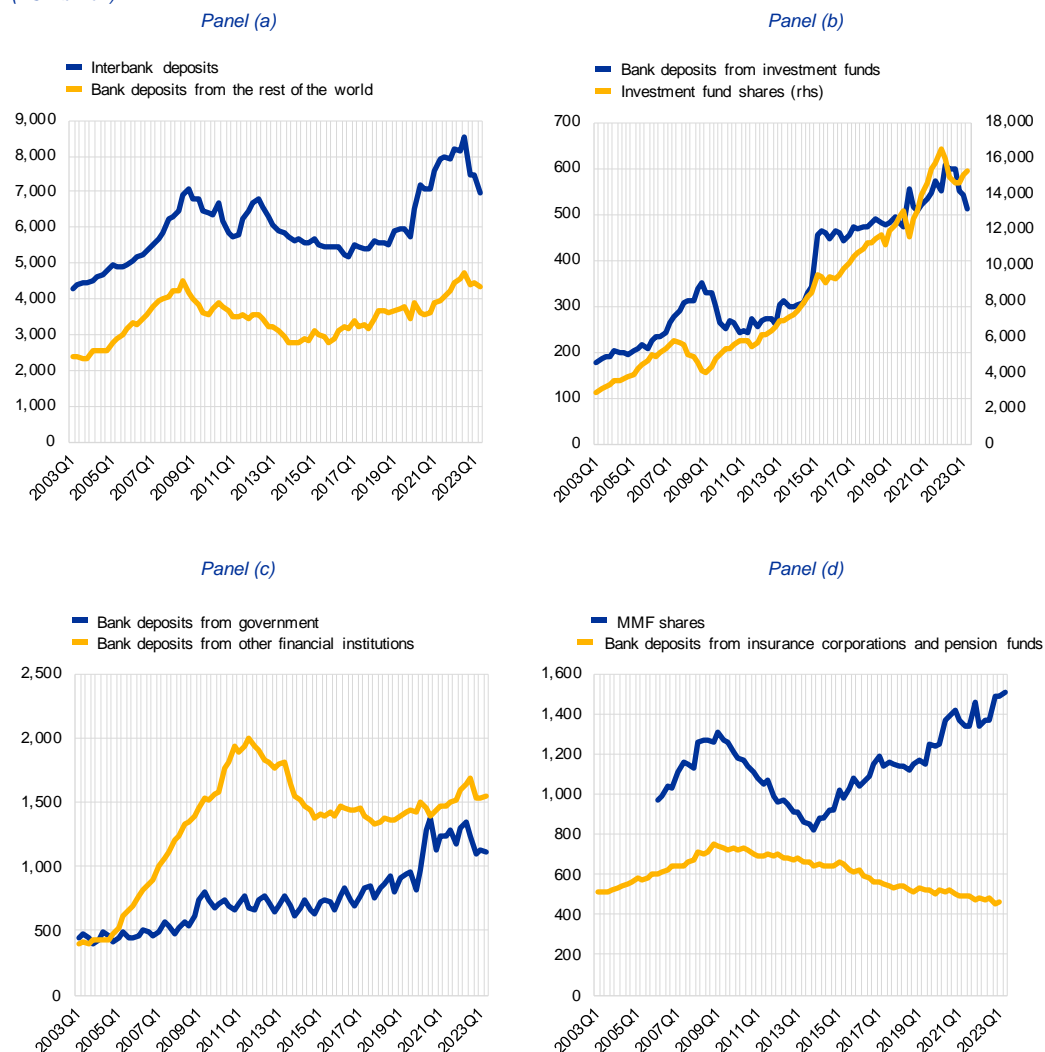 Panel (a)
Panel (b)
Interbank deposits
Bank deposits from the rest of the world
Bank deposits from investment funds
Investment fund shares (rhs)
9,000
8,000
7,000
6,000
5,000
4,000
3,000
2,000
1,000
0
2003Q1
2005Q1
2007Q1
2009Q1
2011Q1
2013Q1
2015Q1
2017Q1
2019Q1
2021Q1
2023Q1
700
600
500
400
300
200
100
0
18,000
16,000
14,000
12,000
10,000
8,000
6,000
4,000
2,000
0
2003Q1
2005Q1
2007Q1
2009Q1
2011Q1
2013Q1
2015Q1
2017Q1
2019Q1
2021Q1
2023Q1
Panel (c)
Panel (d)
Bank deposits from government
Bank deposits from other financial institutions
MMF shares
Bank deposits from insurance corporations and pension funds
2,500
2,000
1,500
1,000
500
0
2003Q1
2005Q1
2007Q1
2009Q1
2011Q1
2013Q1
2015Q1
2017Q1
2019Q1
2021Q1
2023Q1
1,600
1,400
1,200
1,000
800
600
400
200
0
2003Q1
2005Q1
2007Q1
2009Q1
2011Q1
2013Q1
2015Q1
2017Q1
2019Q1
2021Q1
2023Q1